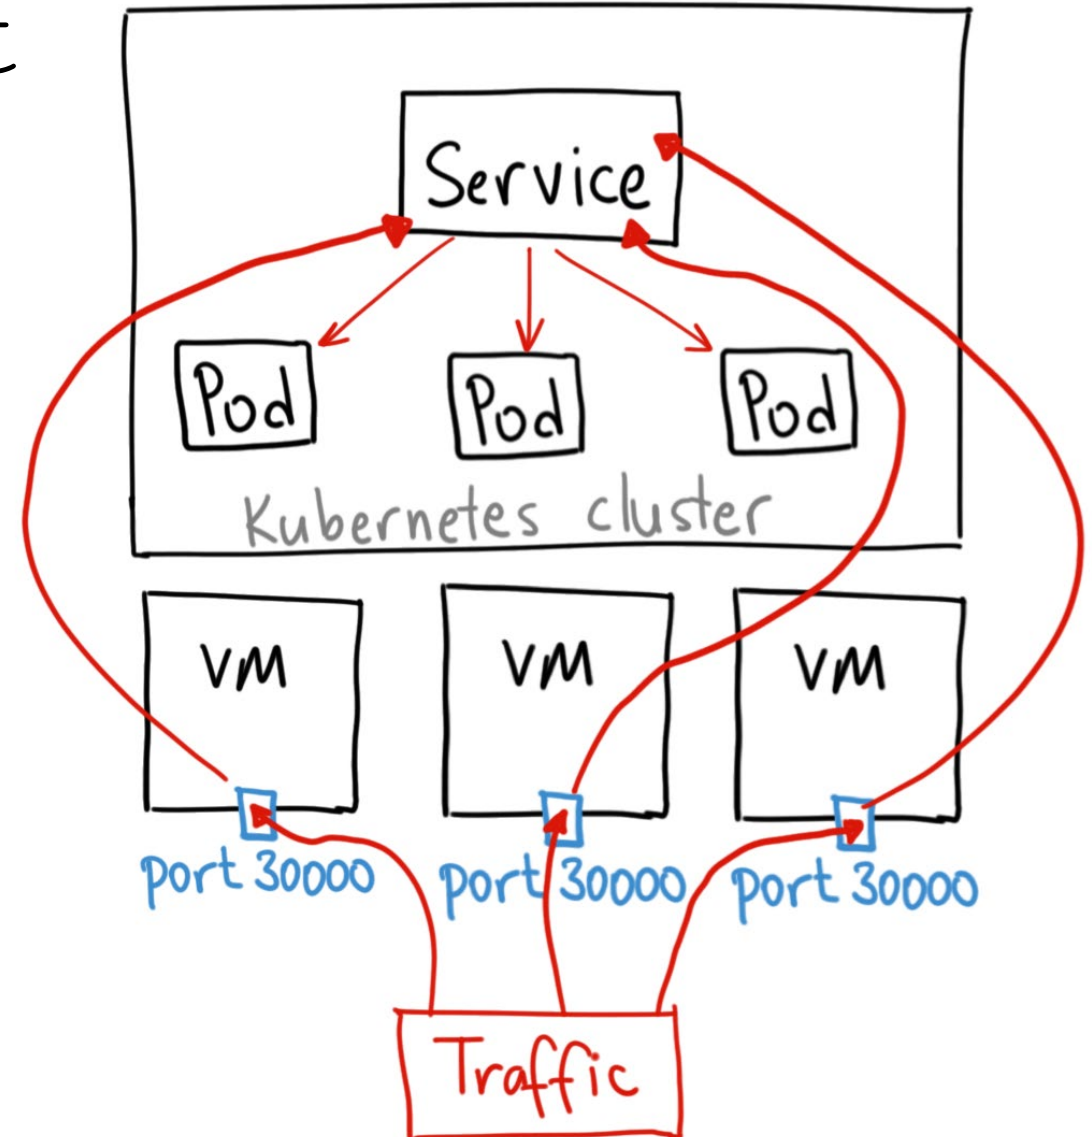 Service
Pod Pod Pod
Kubernetes cluster
VM VM VM
port 30000 port 30000 port 30000
Traffic